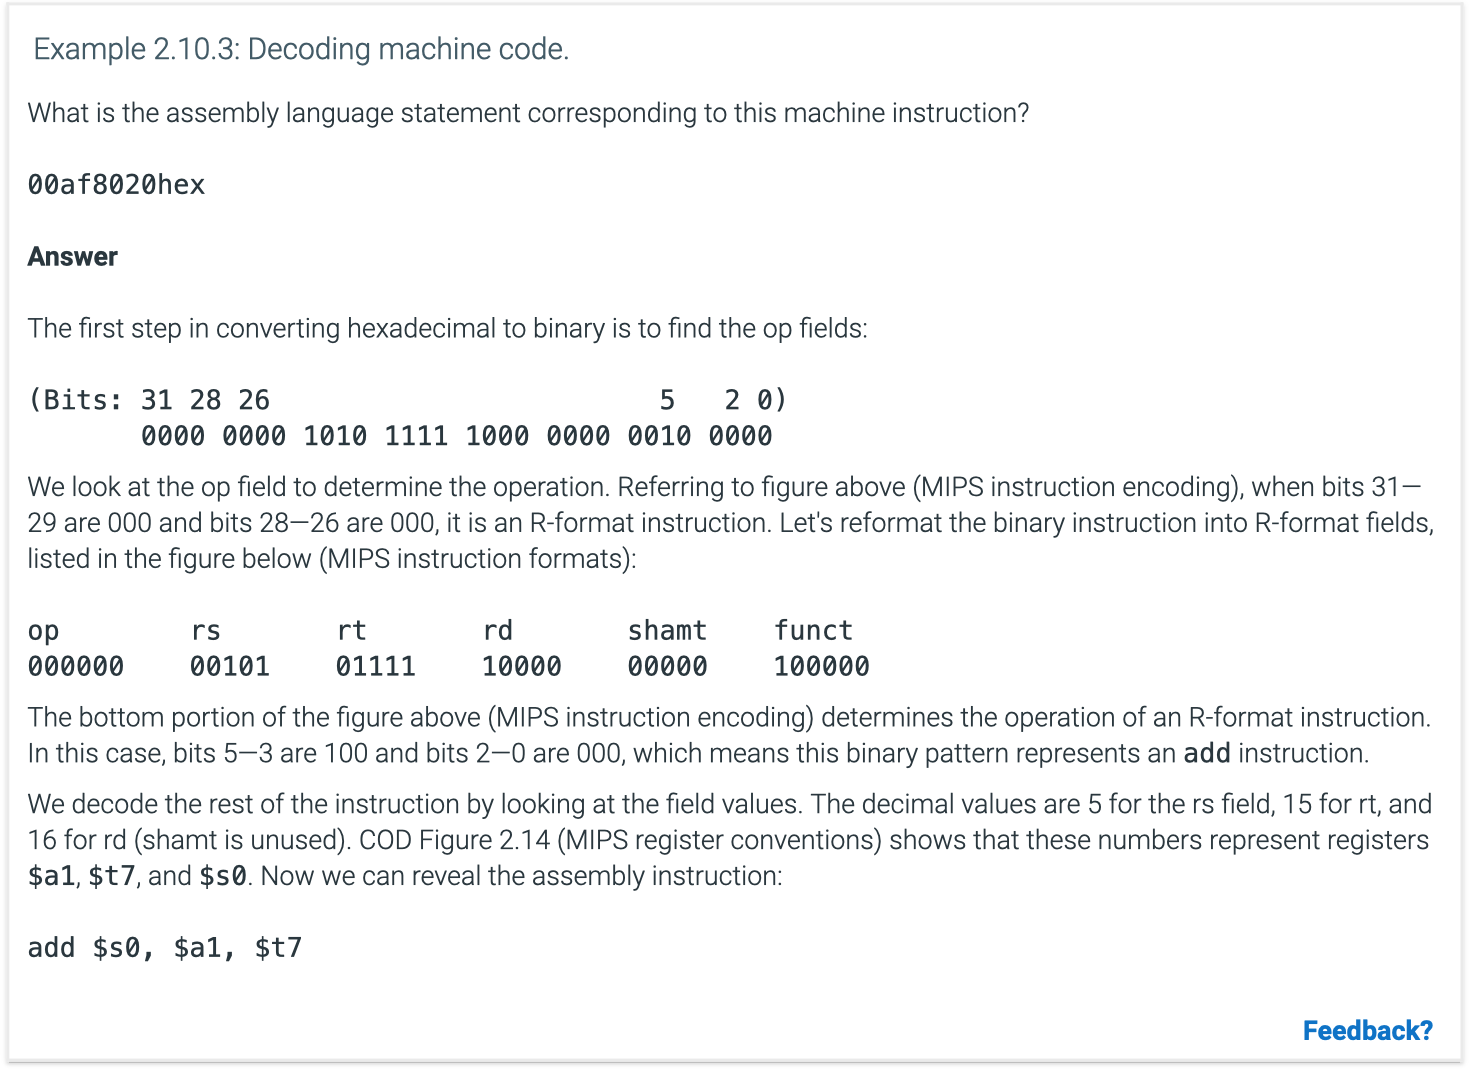 Example 2.10.3: Decoding machine code.
What is the assembly language statement corresponding to this machine instruction?
00af8020hex
Answer
The first step in converting hexadecimal to binary is to find the op fields:
(Bits: 31 28 26                        5   2 0)
       0000 0000 1010 1111 1000 0000 0010 0000
We look at the op field to determine the operation. Referring to figure above (MIPS instruction encoding), when bits 31—
29 are 000 and bits 28—26 are 000, it is an R-format instruction. Let's reformat the binary instruction into R-format fields,
listed in the figure below (MIPS instruction formats):
op        rs       rt       rd       shamt    funct
000000    00101    01111    10000    00000    100000
The bottom portion of the figure above (MIPS instruction encoding) determines the operation of an R-format instruction.
In this case, bits 5—3 are 100 and bits 2—0 are 000, which means this binary pattern represents an add instruction.
We decode the rest of the instruction by looking at the field values. The decimal values are 5 for the rs field, 15 for rt, and
16 for rd (shamt is unused). COD Figure 2.14 (MIPS register conventions) shows that these numbers represent registers
$a1, $t7, and $s0. Now we can reveal the assembly instruction:
add $s0, $a1, $t7
Feedback?